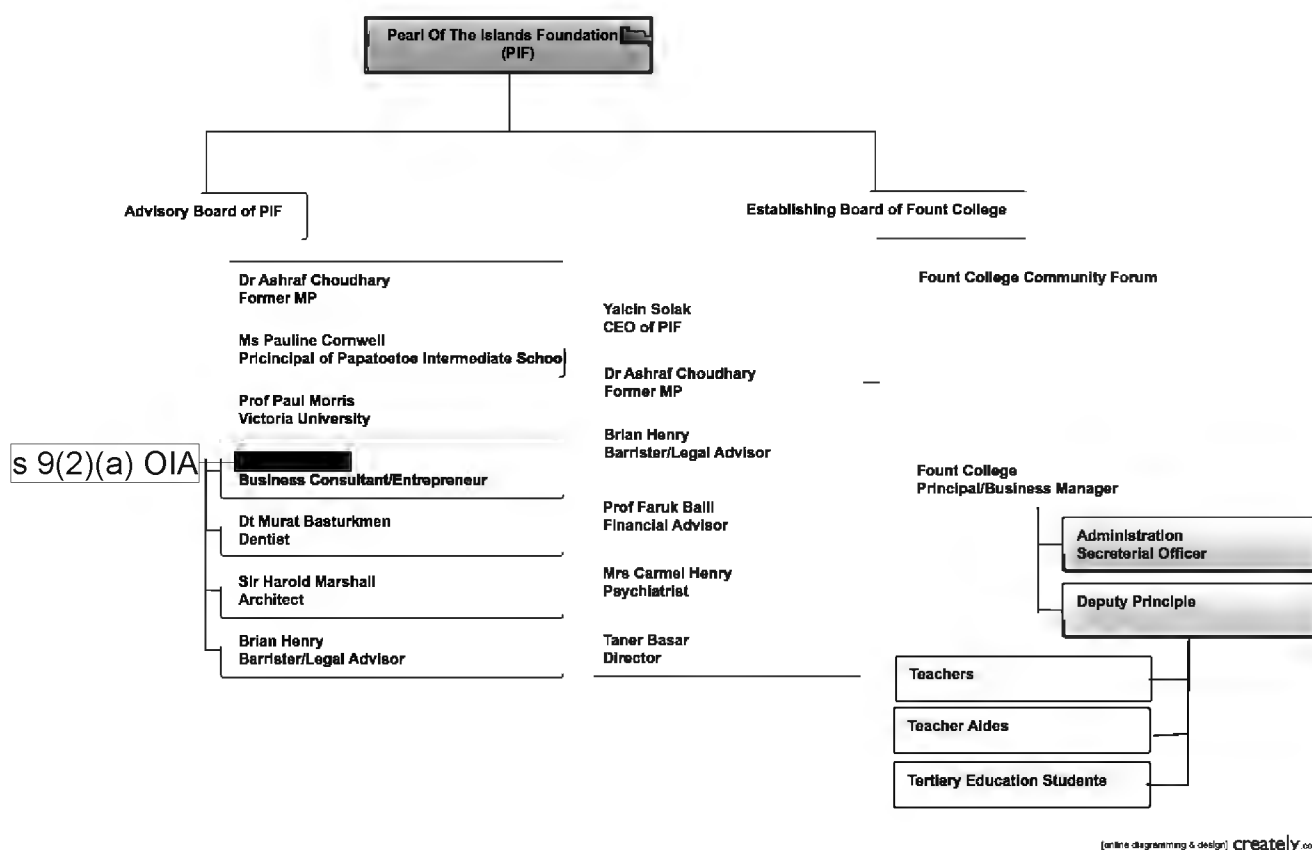 Pearl Of The Islands Foundation
(PIF)
Advisory Board of PIF
Establishing Board of Fount College
Dr Ashraf Choudhary
Former MP
Ms Pauline Cornwell
Pricincipal of Papatoetoe Intermediate School
Prof Paul Morris
Victoria University
s 9(2)(a) OIA
Business Consultant/Entrepreneur
Dt Murat Basturkmen
Dentist
Sir Harold Marshall
Architect
Brian Henry
Barrister/Legal Advisor
Yalcin Solak
CEO of PIF
Dr Ashraf Choudhary
Former MP
Brian Henry
Barrister/Legal Advisor
Prof Faruk Balli
Financial Advisor
Mrs Carmel Henry
Psychiatrist
Taner Basar
Director
Fount College Community Forum
Fount College
Principal/Business Manager
Administration
Secreterial Officer
Deputy Principle
Teachers
Teacher Aides
Tertiary Education Students
[online diagramming & design] creately.co